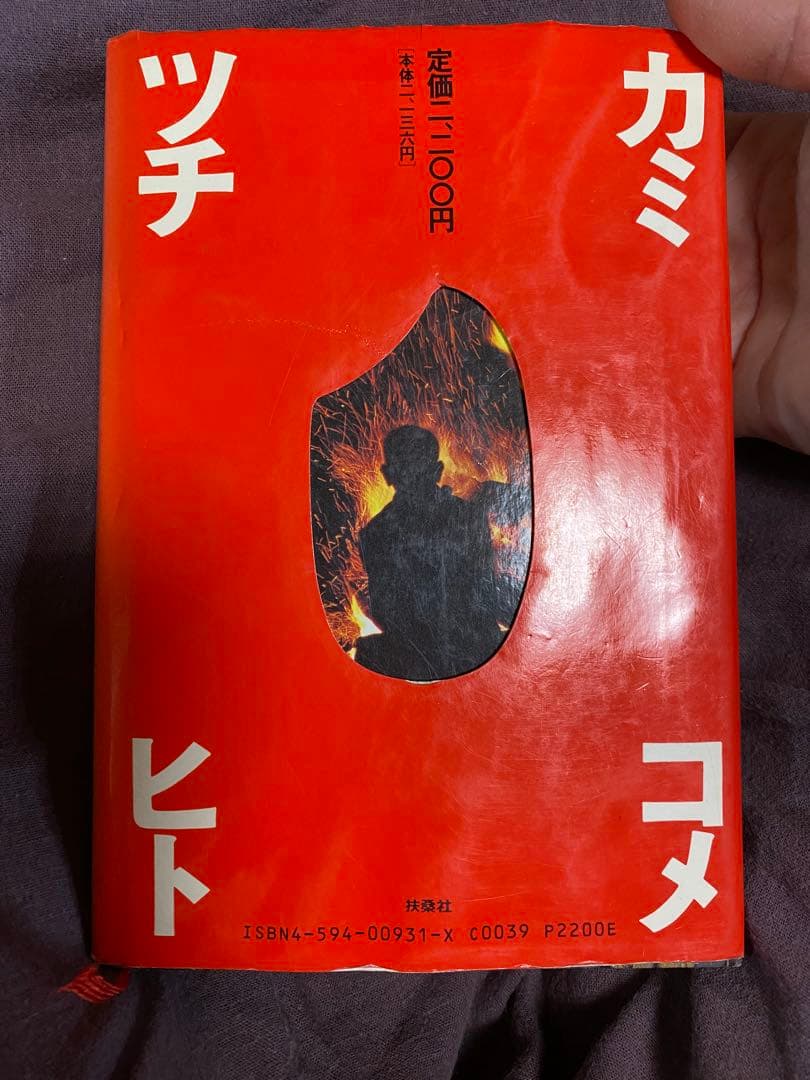 カミ
コメ
定価二、二〇〇円
[本体二、一三六円]
ツチ
ヒト
扶桑社
ISBN4-594-00931-X C0039 P2200E